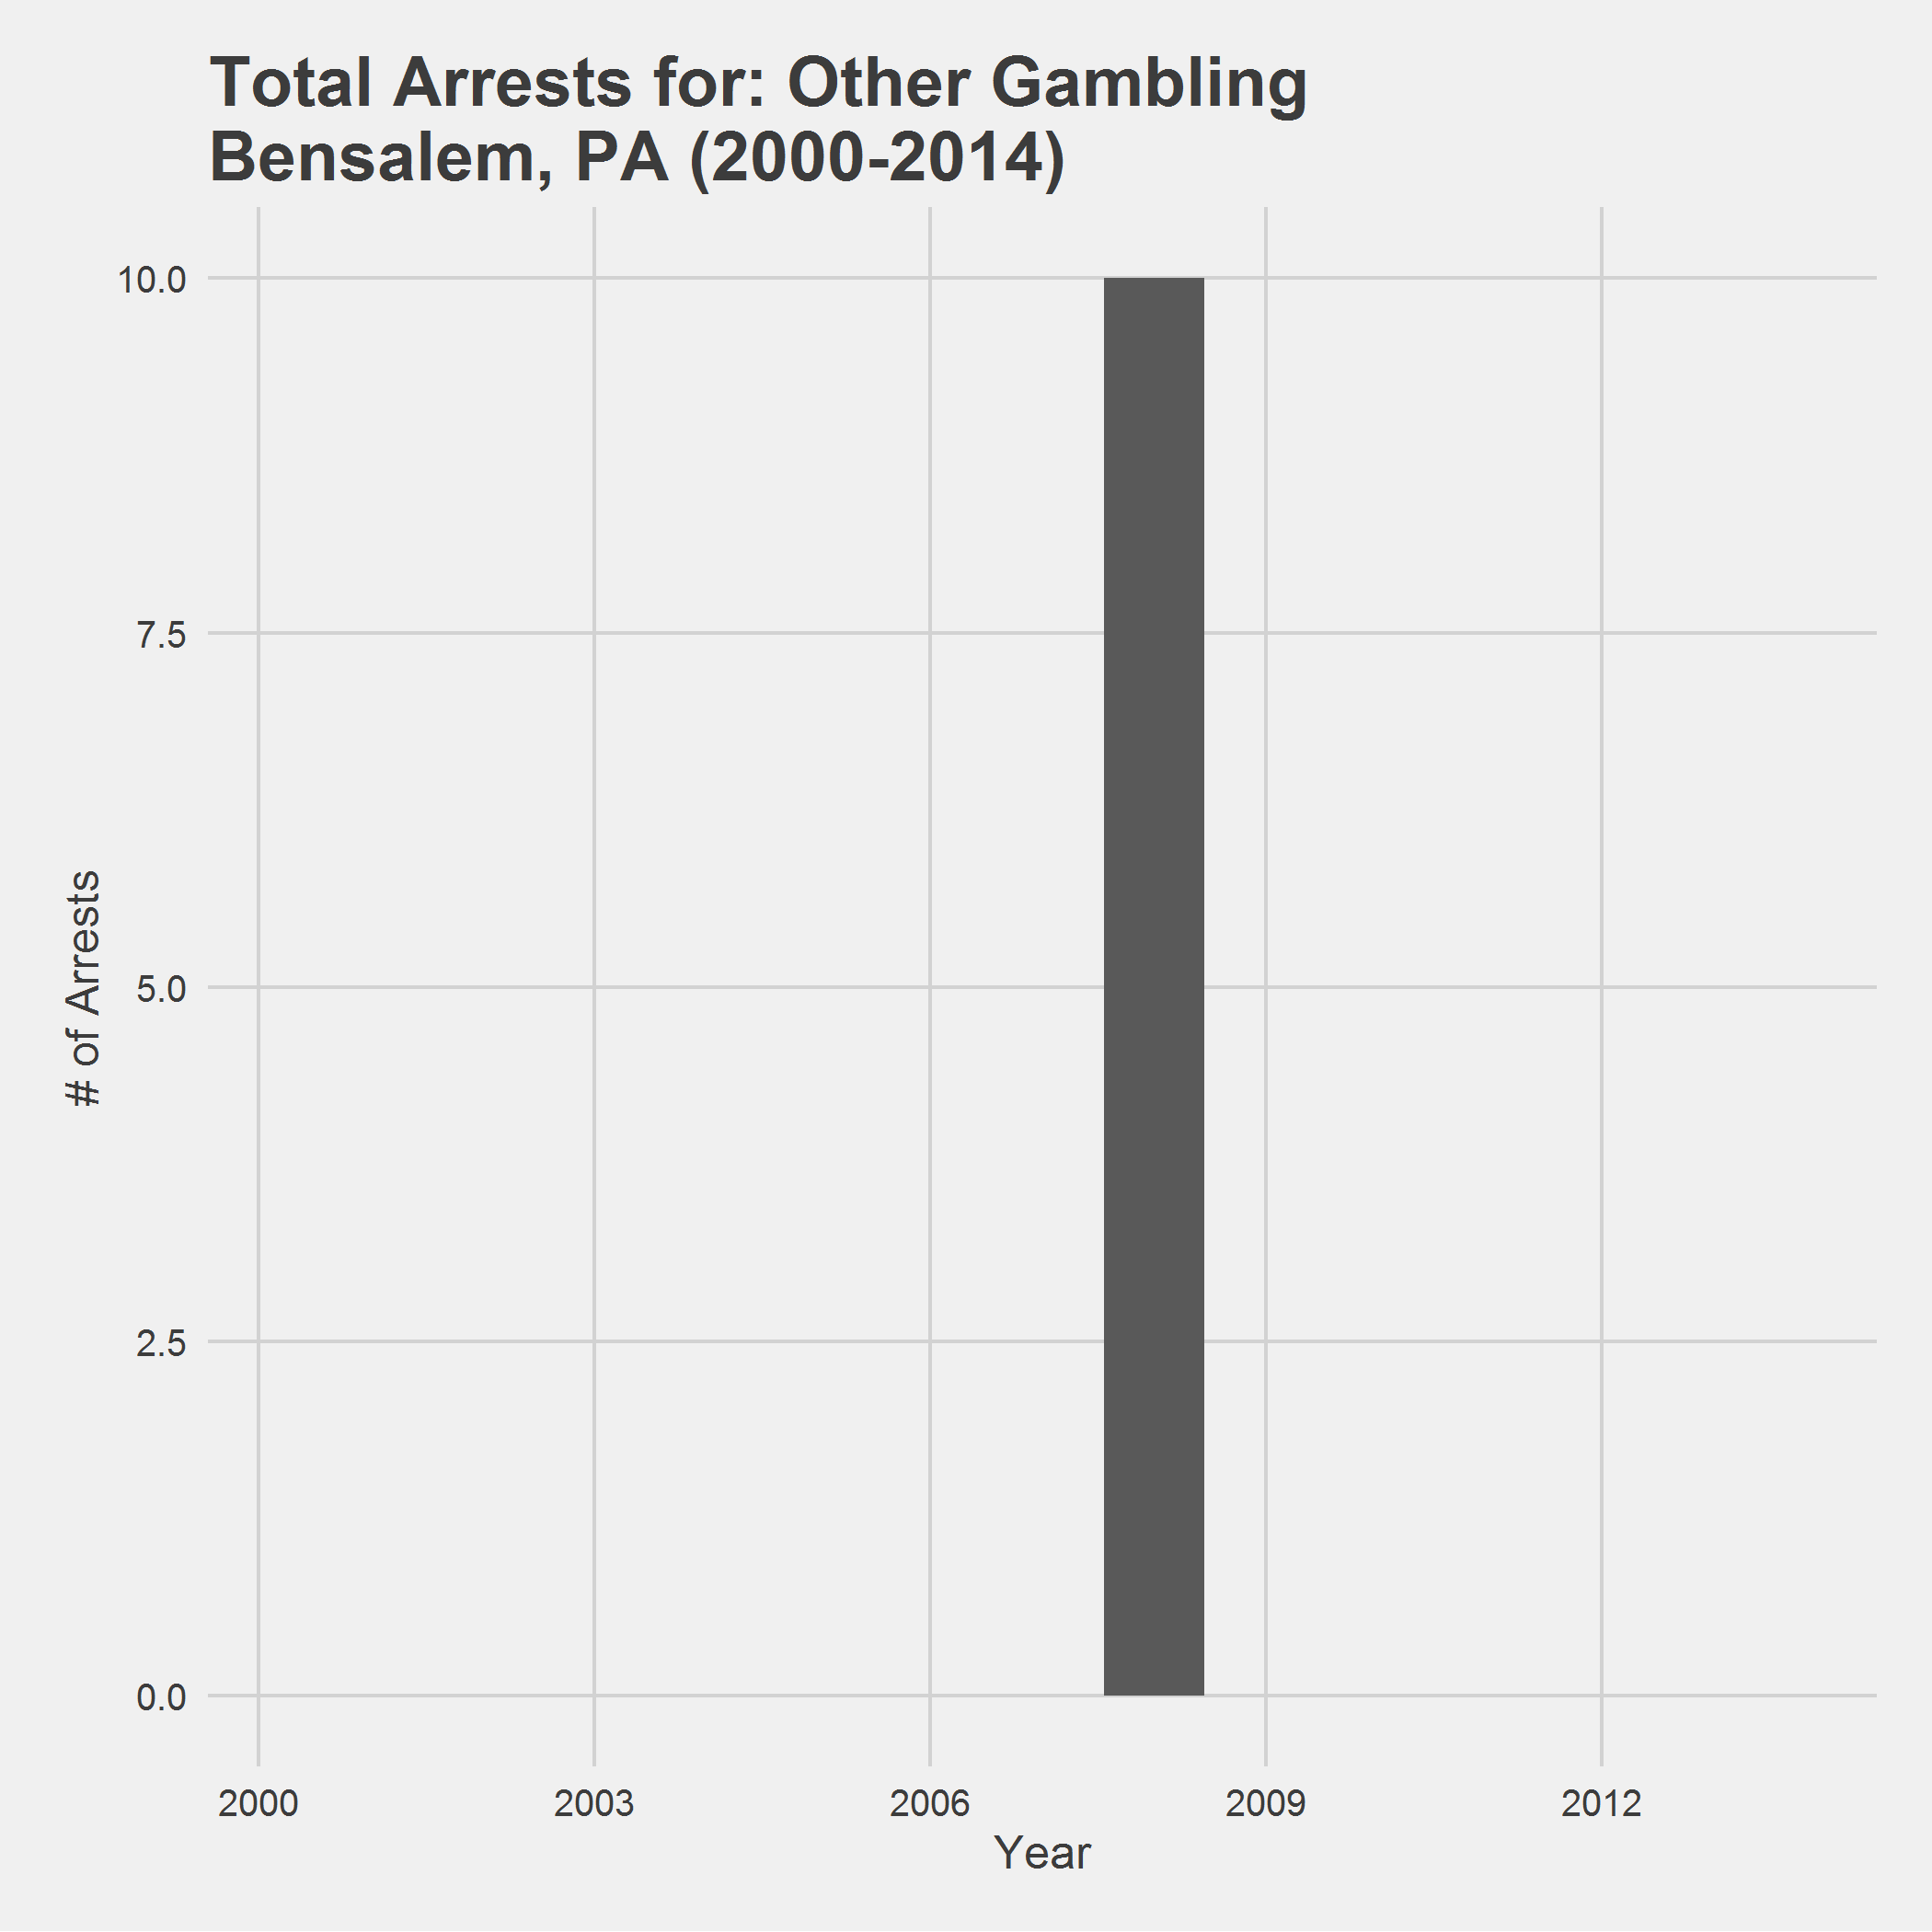 Total Arrests for: Other Gambling
Bensalem, PA (2000-2014)
10.0
7.5
5.0
2.5
0.0
# of Arrests
2000 2003 2006 2009 2012
Year